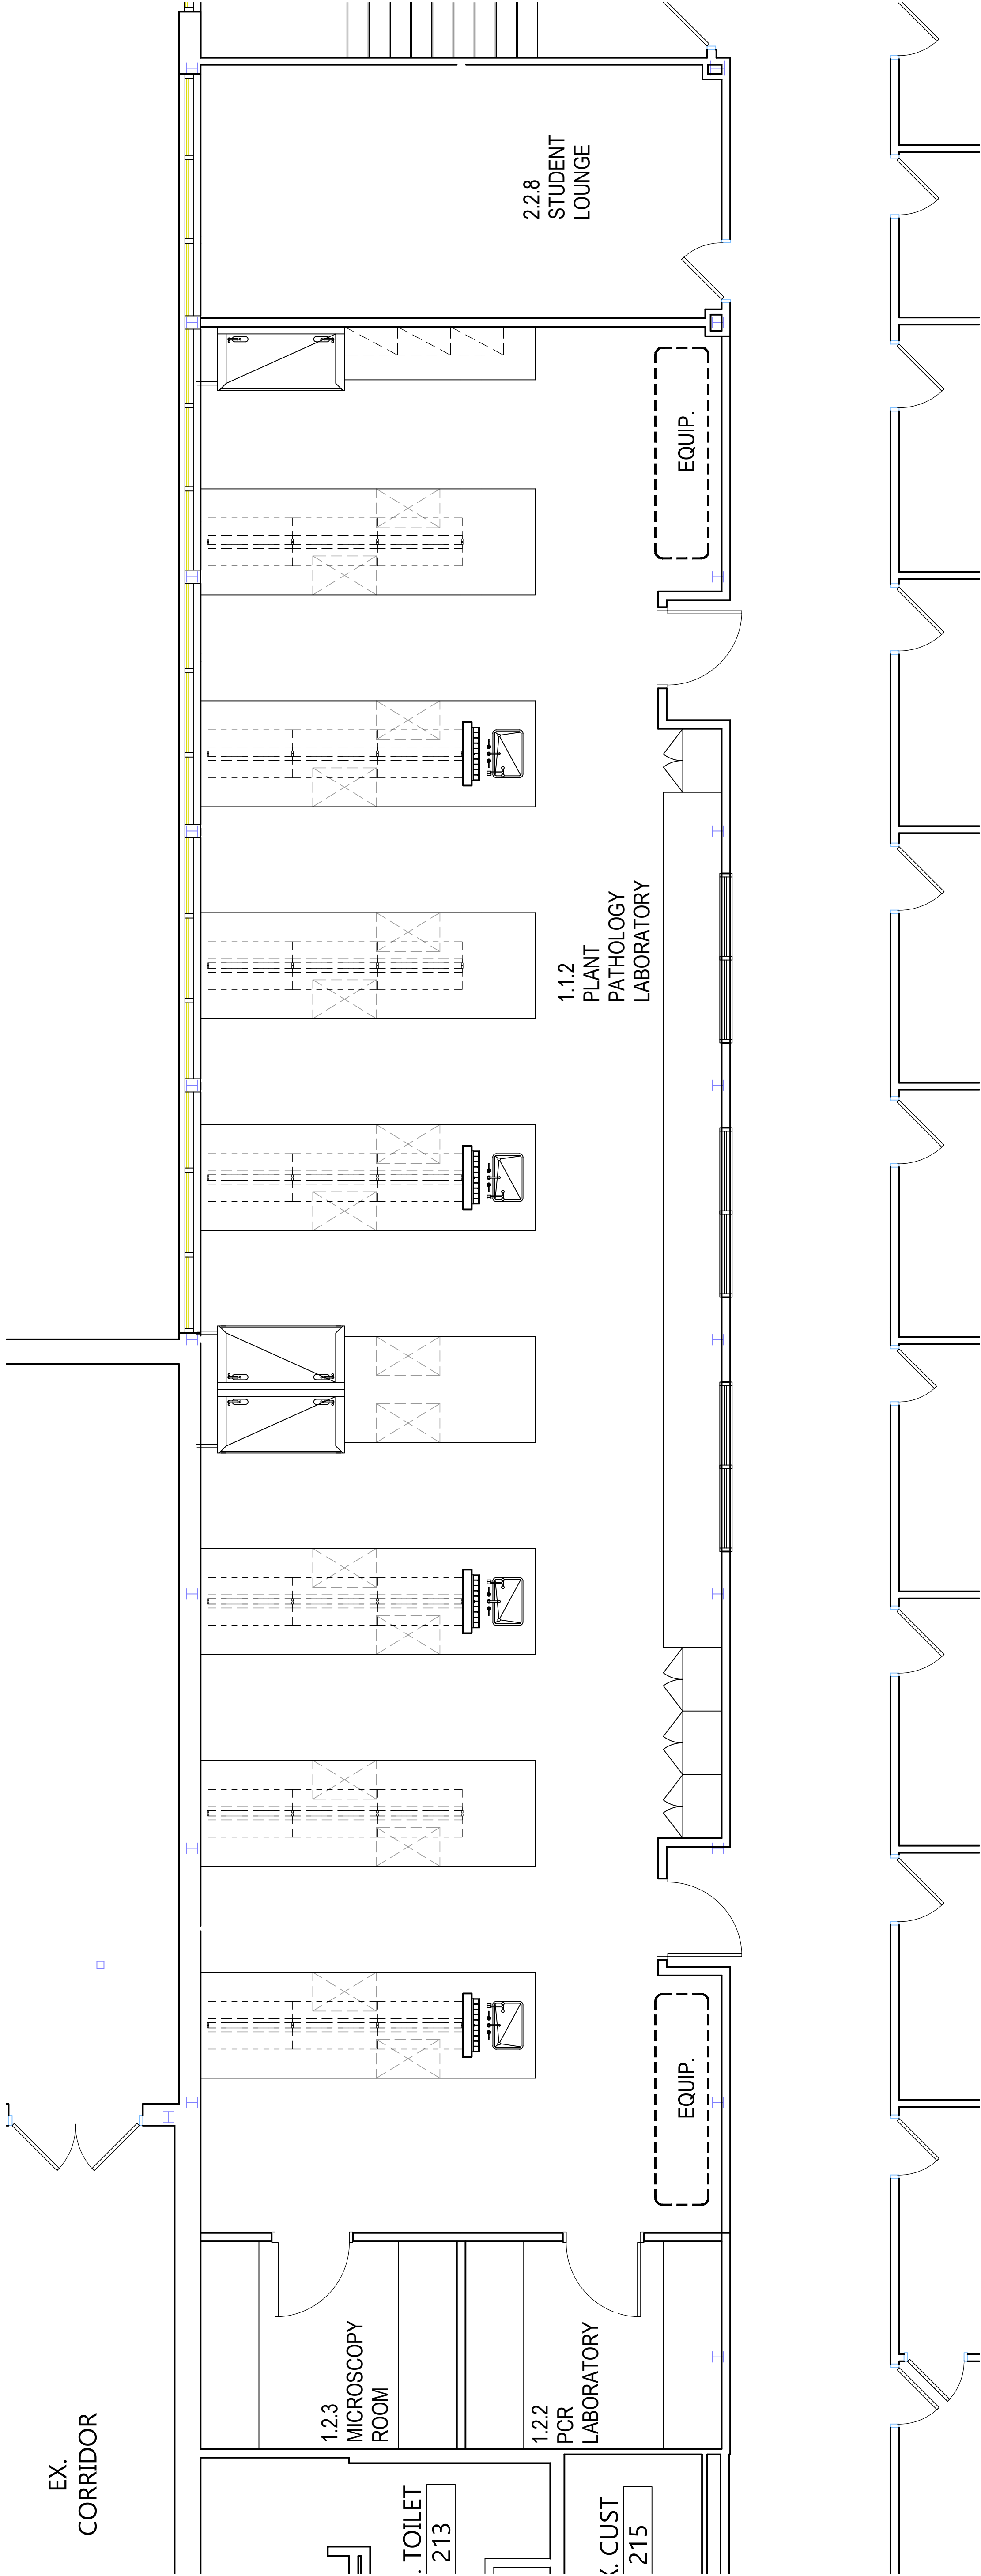 2.2.8
STUDENT
LOUNGE
EQUIP.
1.1.2
PLANT
PATHOLOGY
LABORATORY
EQUIP.
1.2.3
MICROSCOPY
ROOM
1.2.2
PCR
LABORATORY
EX.
CORRIDOR
. TOILET
213
. CUST
215